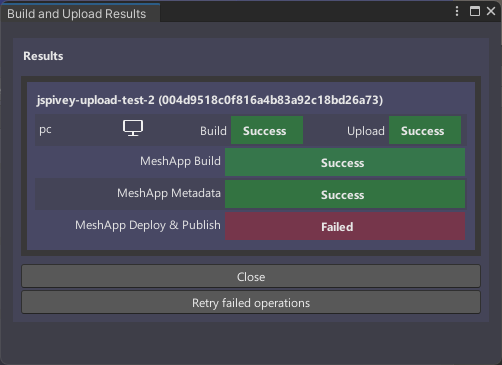 Build and Upload Results
Results
jspivey-upload-test-2 (004d9518c0f816a4b83a92c18bd26a73)
pc Build Success Upload Success
MeshApp Build Success
MeshApp Metadata Success
MeshApp Deploy & Publish Failed
Close
Retry failed operations